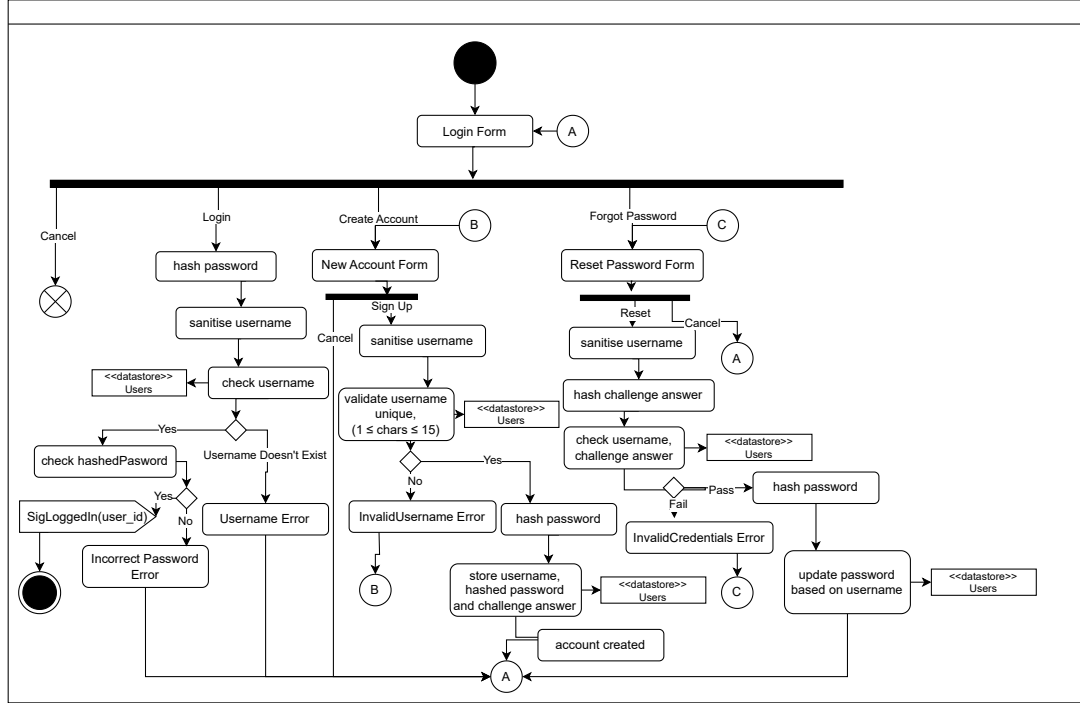 Login Form
A
Login
Create Account
B
Forgot Password
C
Cancel
hash password
New Account Form
Reset Password Form
Sign Up
Reset
sanitise username
Cancel
sanitise username
sanitise username
Cancel
A
<<datastore>>
Users
check username
validate username
unique,
(1 ≤ chars ≤ 15)
<<datastore>>
Users
hash challenge answer
Yes
Username Doesn't Exist
check username,
challenge answer
<<datastore>>
Users
check hashedPasword
Yes
No
Yes
No
Pass
Fail
hash password
SigLoggedIn(user_id)
Username Error
InvalidUsername Error
hash password
InvalidCredentials Error
Incorrect Password
Error
B
store username,
hashed password
and challenge answer
<<datastore>>
Users
C
update password
based on username
<<datastore>>
Users
account created
A